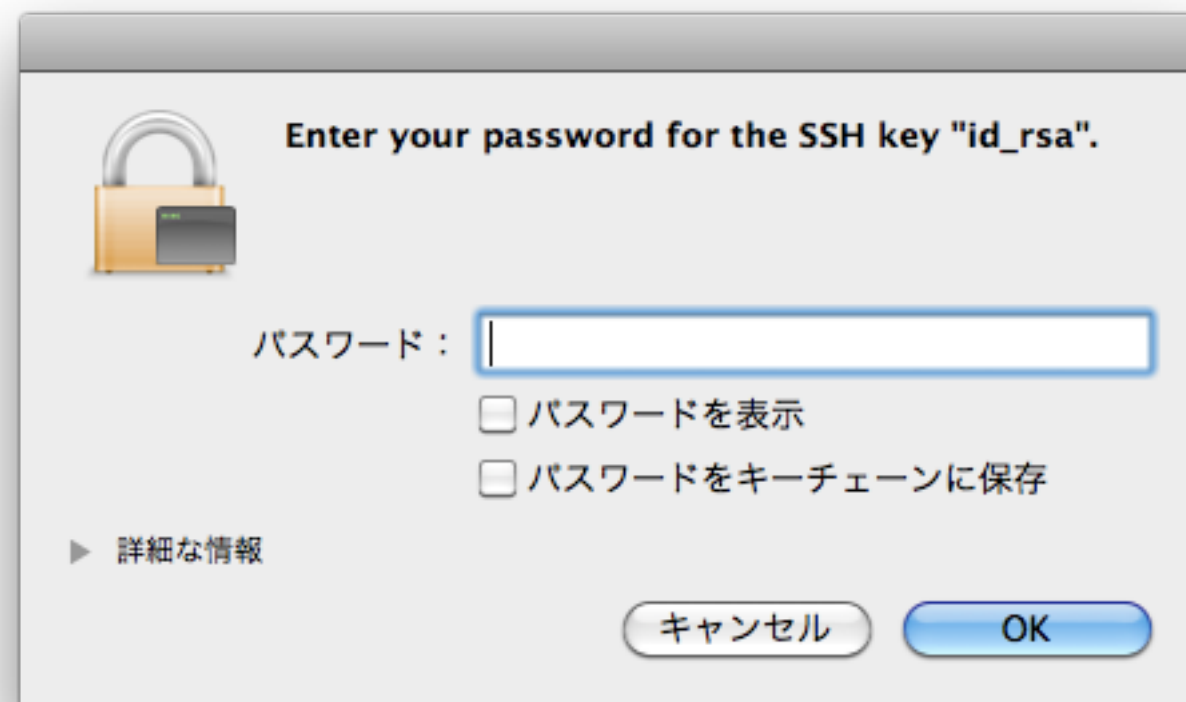 Enter your password for the SSH key "id_rsa".
パスワード：
パスワードを表示
パスワードをキーチェーンに保存
詳細な情報
キャンセル OK